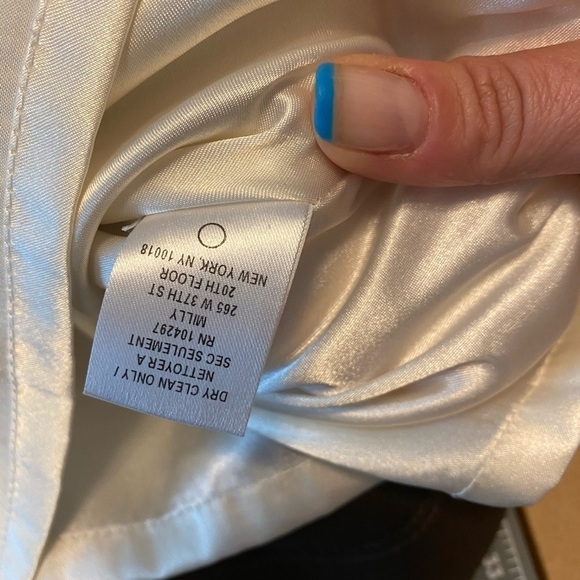 DRY CLEAN ONLY /
NETTOYER A
SEC SEULEMENT
RN 104297
MILLY
265 W 37TH ST
20TH FLOOR
NEW YORK, NY 10018